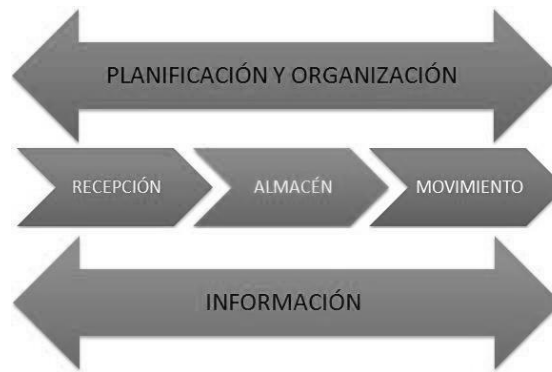 PLANIFICACIÓN Y ORGANIZACIÓN
RECEPCIÓN
ALMACÉN
MOVIMIENTO
INFORMACIÓN